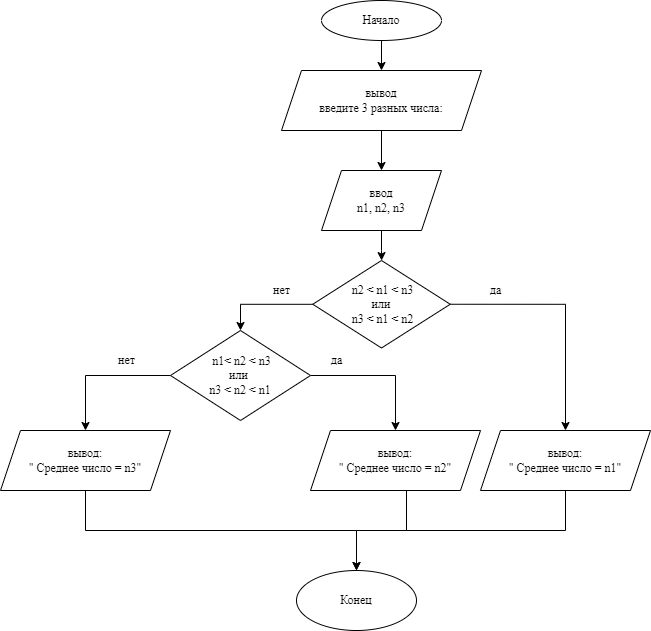 Начало
вывод
введите 3 разных числа:
ввод
n1, n2, n3
нет
n2 < n1 < n3
или
n3 < n1 < n2
да
нет
n1< n2 < n3
или
n3 < n2 < n1
да
вывод:
" Среднее число = n3"
вывод:
" Среднее число = n2"
вывод:
" Среднее число = n1"
Конец